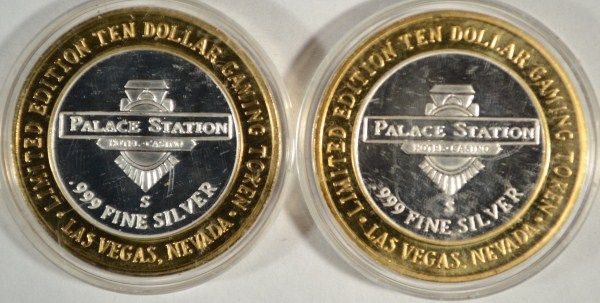 LIMITED EDITION TEN DOLLAR GAMING TOKEN
PALACE STATION
HOTEL • CASINO
S
.999 FINE SILVER
• LAS VEGAS, NEVADA •
LIMITED EDITION TEN DOLLAR GAMING TOKEN
PALACE STATION
HOTEL • CASINO
S
.999 FINE SILVER
• LAS VEGAS, NEVADA •